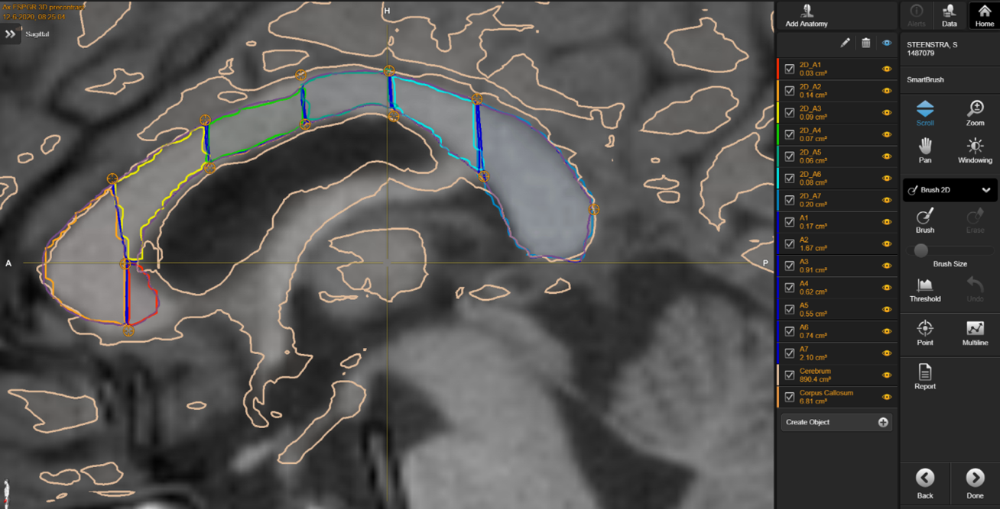 Ax FSPGR 3D precontrast
12.6.2020, 08:25:04
Sagittal
H
A
P
Add Anatomy
Alerts
Data
Home
STEENSTRA, S
1487079
SmartBrush
2D_A1
0.03 cm³
2D_A2
0.14 cm³
2D_A3
0.09 cm³
2D_A4
0.07 cm³
2D_A5
0.06 cm³
2D_A6
0.08 cm³
2D_A7
0.20 cm³
A1
0.17 cm³
A2
1.67 cm³
A3
0.91 cm³
A4
0.62 cm³
A5
0.55 cm³
A6
0.74 cm³
A7
2.10 cm³
Cerebrum
890.4 cm³
Corpus Callosum
6.81 cm³
Create Object
Scroll
Zoom
Pan
Windowing
Brush 2D
Brush
Erase
Brush Size
Threshold
Undo
Point
Multiline
Report
Back
Done